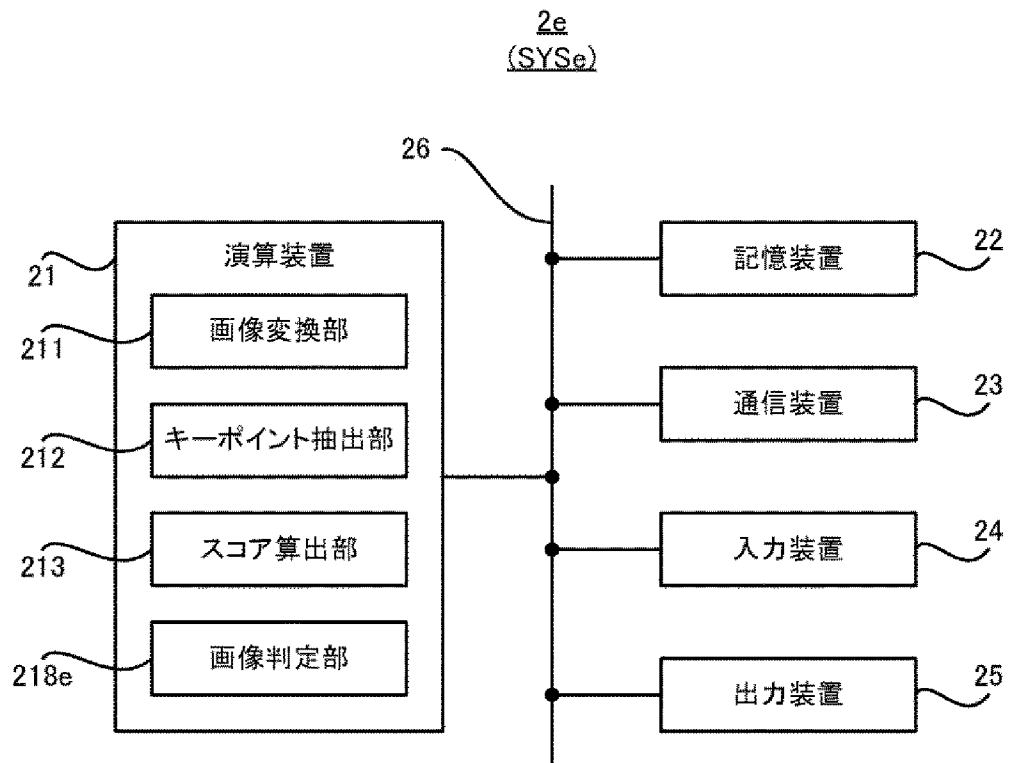 2e
(SYSe)
26
21
演算装置
211
画像変換部
212
キーポイント抽出部
213
スコア算出部
218e
画像判定部
記憶装置
22
通信装置
23
入力装置
24
出力装置
25